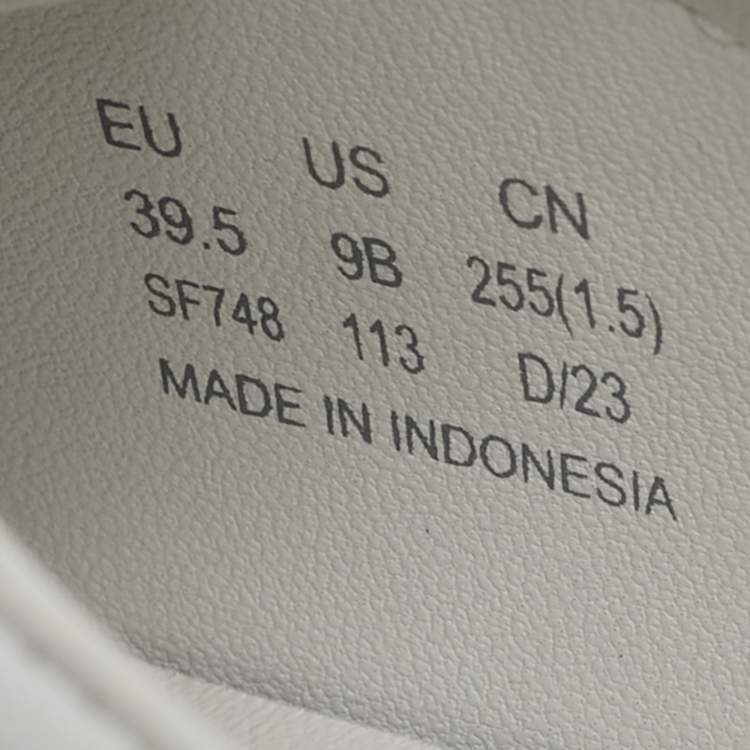 EU US CN
39.5 9B 255(1.5)
SF748 113 D/23
MADE IN INDONESIA